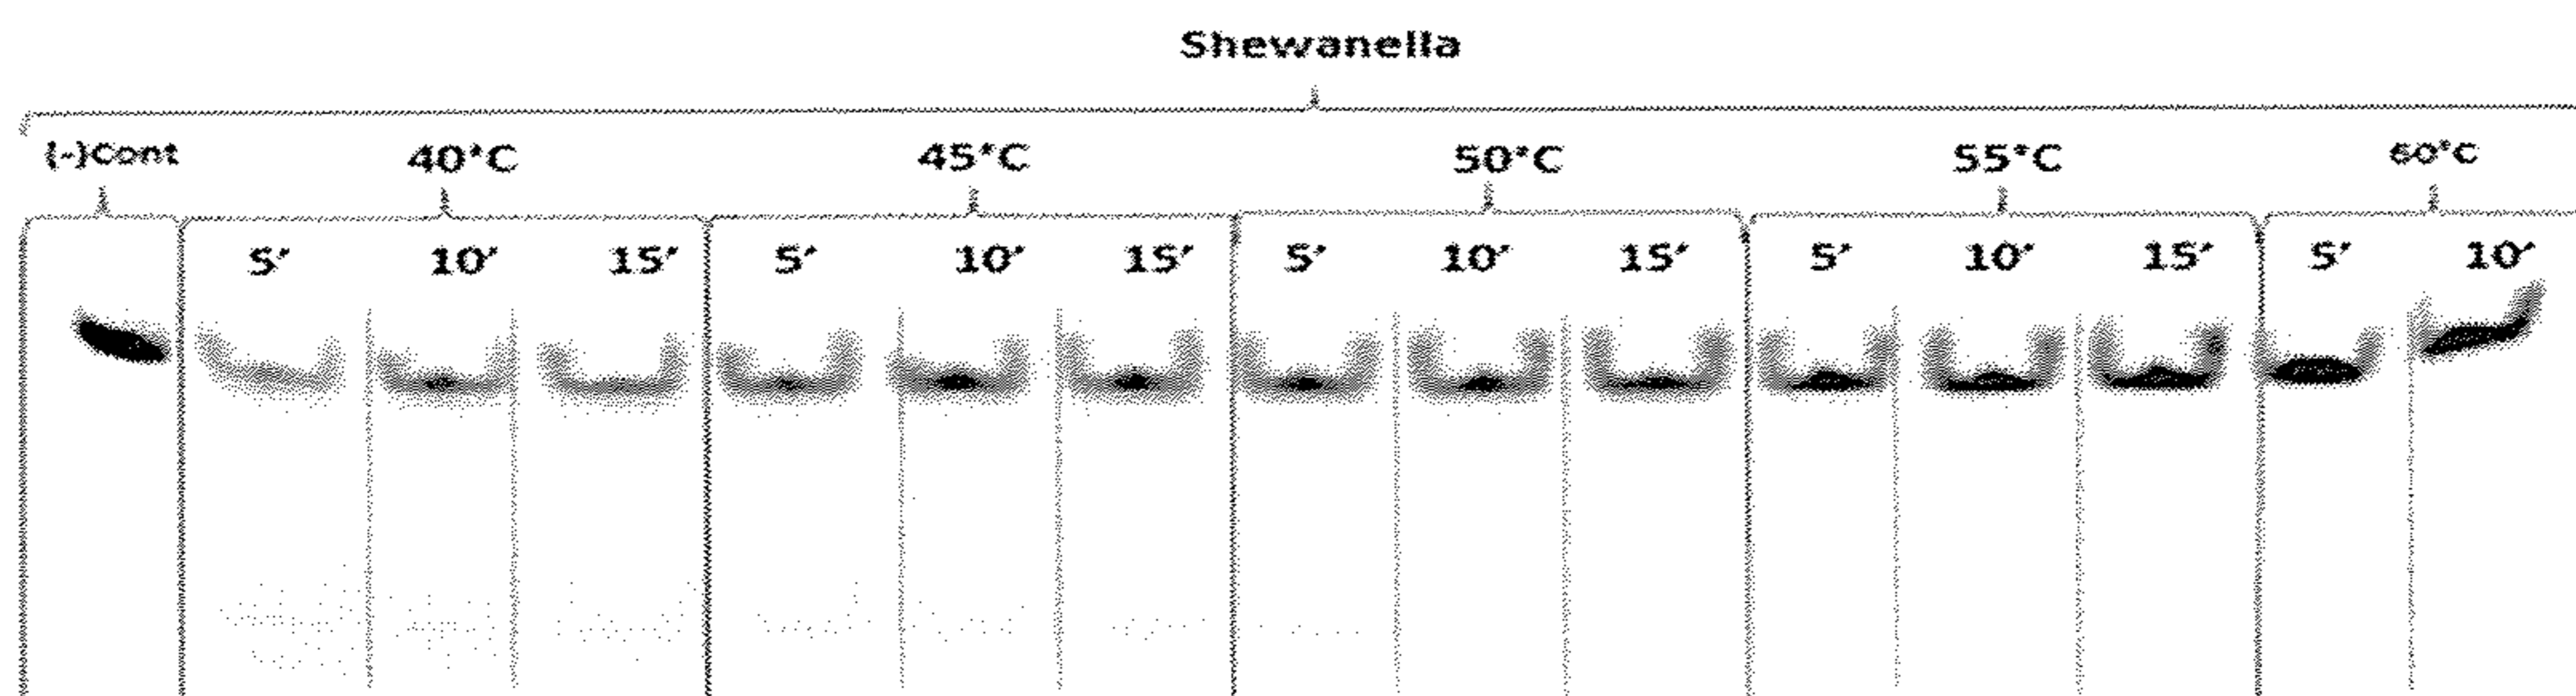 Shewanella
(-)Cont 40°C 45°C 50°C 55°C 60°C
5′ 10′ 15′ 5′ 10′ 15′ 5′ 10′ 15′ 5′ 10′ 15′ 5′ 10′